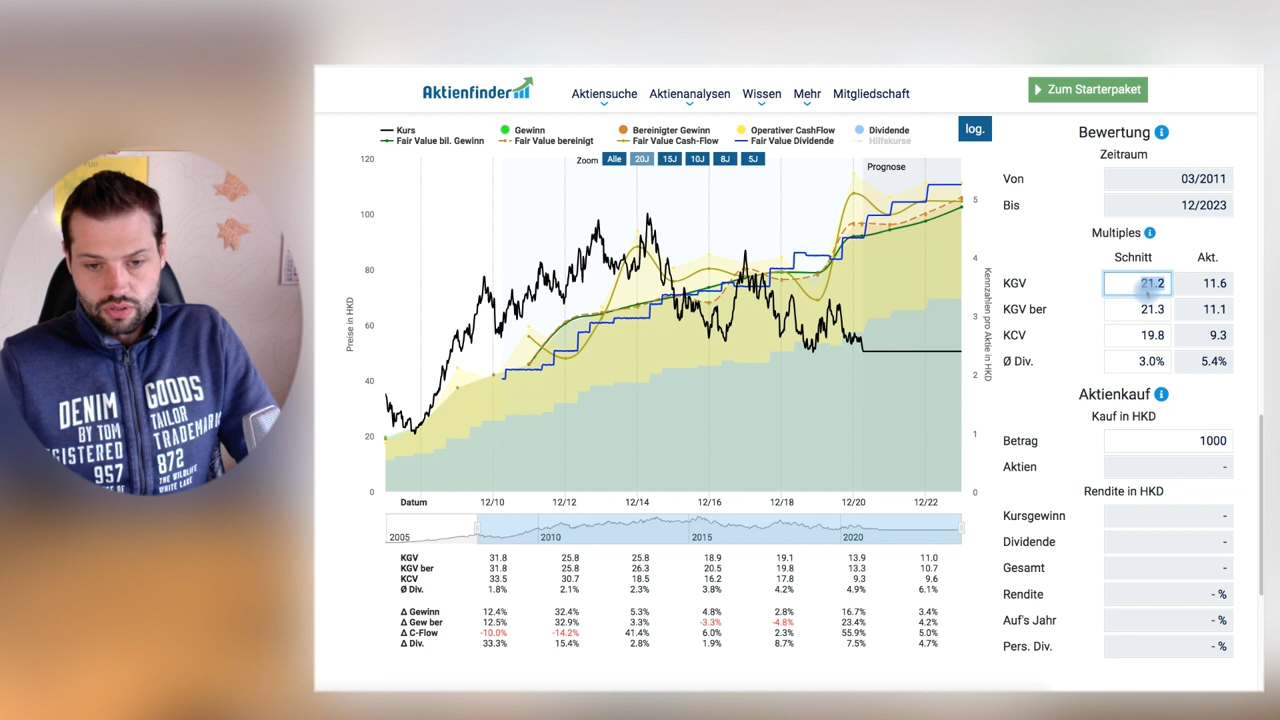 Aktienfinder
Aktiensuche Aktienanalysen Wissen Mehr Mitgliedschaft
Zum Starterpaket
Kurs Gewinn Bereinigter Gewinn Operativer CashFlow Dividende
Fair Value bil. Gewinn Fair Value bereinigt Fair Value Cash-Flow Fair Value Dividende Hilfskurse
log.
Zoom Alle 20J 15J 10J 8J 5J
Prognose
120
100
80
60
40
20
0
Preise in HKD
5
4
3
2
1
0
Kennzahlen pro Aktie in HKD
Datum 12/10 12/12 12/14 12/16 12/18 12/20 12/22
2005 2010 2015 2020
KGV 31.8 25.8 25.8 18.9 19.1 13.9 11.0
KGV ber 31.8 25.8 26.3 20.5 19.8 13.3 10.7
KCV 33.5 30.7 18.5 16.2 17.8 9.3 9.6
Ø Div. 1.8% 2.1% 2.3% 3.8% 4.2% 4.9% 6.1%
Δ Gewinn 12.4% 32.4% 5.3% 4.8% 2.8% 16.7% 3.4%
Δ Gew ber 12.5% 32.9% 3.3% -3.3% -4.8% 23.4% 4.2%
Δ C-Flow -10.0% -14.2% 41.4% 6.0% 2.3% 55.9% 5.0%
Δ Div. 33.3% 15.4% 2.8% 1.9% 8.7% 7.5% 4.7%
Bewertung i
Zeitraum
Von 03/2011
Bis 12/2023
Multiples i
Schnitt Akt.
KGV 21.2 11.6
KGV ber 21.3 11.1
KCV 19.8 9.3
Ø Div. 3.0% 5.4%
Aktienkauf i
Kauf in HKD
Betrag 1000
Aktien -
Rendite in HKD
Kursgewinn -
Dividende -
Gesamt -
Rendite - %
Auf's Jahr - %
Pers. Div. - %
DENIM
BY TOM
957
GOODS
TAILOR
TRADEMARK
872
THE WILDLIFE
WHITE LAKE